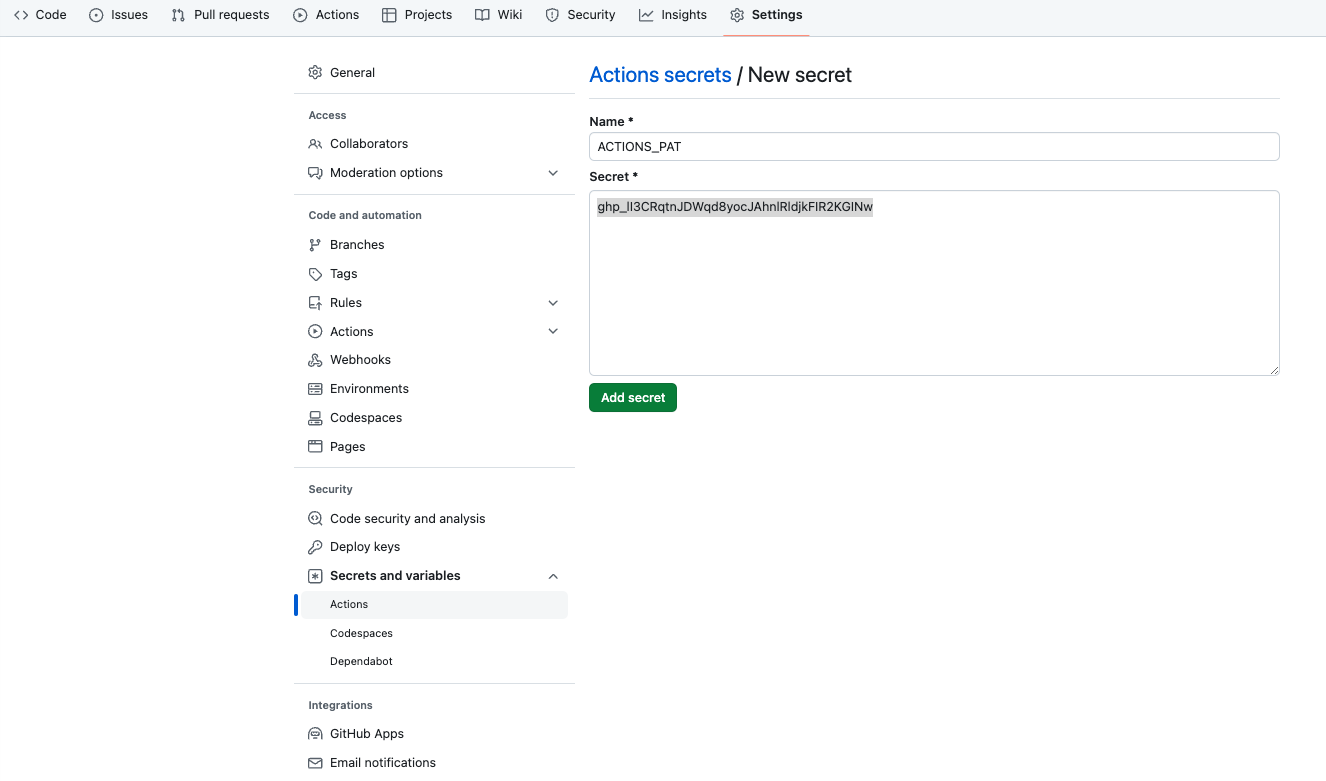 Code Issues Pull requests Actions Projects Wiki Security Insights Settings
General
Access
Collaborators
Moderation options
Code and automation
Branches
Tags
Rules
Actions
Webhooks
Environments
Codespaces
Pages
Security
Code security and analysis
Deploy keys
Secrets and variables
Actions
Codespaces
Dependabot
Integrations
GitHub Apps
Email notifications
Actions secrets / New secret
Name *
ACTIONS_PAT
Secret *
Add secret